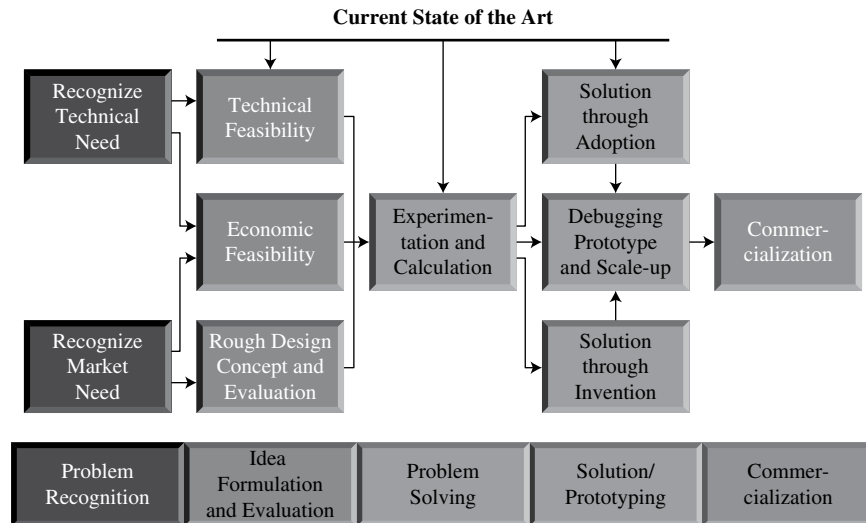 Current State of the Art
Recognize
Technical
Need
Technical
Feasibility
Solution
through
Adoption
Economic
Feasibility
Experimen-
tation and
Calculation
Debugging
Prototype
and Scale-up
Commer-
cialization
Recognize
Market
Need
Rough Design
Concept and
Evaluation
Solution
through
Invention
Problem
Recognition
Idea
Formulation
and Evaluation
Problem
Solving
Solution/
Prototyping
Commer-
cialization